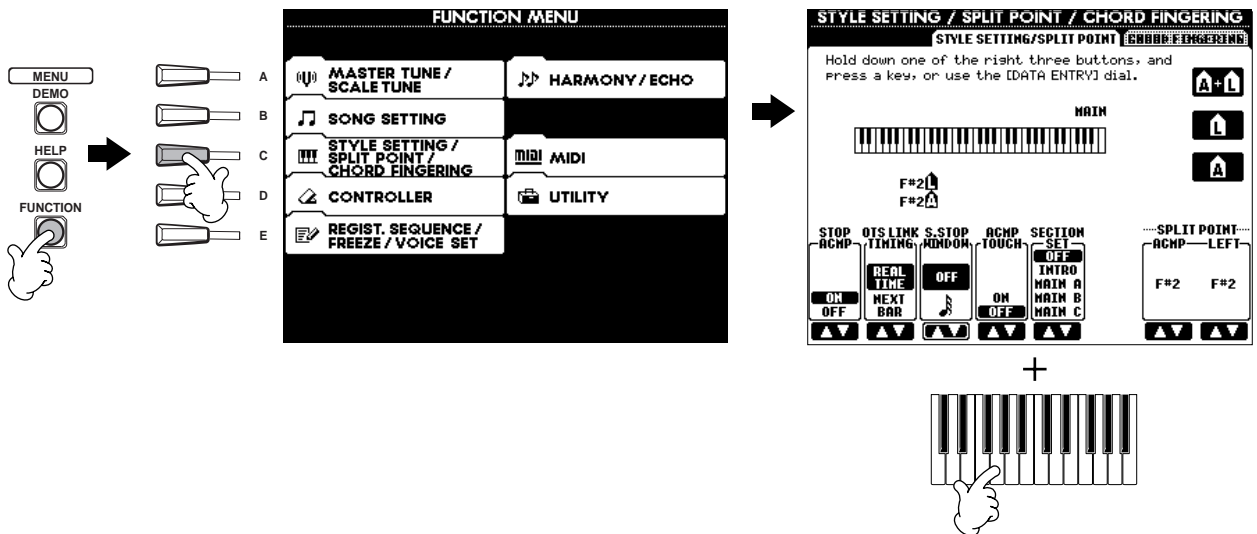 MENU
DEMO
HELP
FUNCTION
A
B
C
D
E
FUNCTION MENU
MASTER TUNE /
SCALE TUNE
SONG SETTING
STYLE SETTING /
SPLIT POINT /
CHORD FINGERING
CONTROLLER
REGIST. SEQUENCE /
FREEZE / VOICE SET
HARMONY / ECHO
MIDI MIDI
UTILITY
STYLE SETTING / SPLIT POINT / CHORD FINGERING
STYLE SETTING/SPLIT POINT CHORD FINGERING
Hold down one of the right three buttons, and
press a key, or use the [DATA ENTRY] dial.
A+L
L
A
MAIN
F#2 L
F#2 A
STOP
ACMP
ON
OFF
OTS LINK
TIMING
REAL
TIME
NEXT
BAR
S.STOP
WINDOW
OFF
ACMP
TOUCH
ON
OFF
SECTION
SET
OFF
INTRO
MAIN A
MAIN B
MAIN C
SPLIT POINT
ACMP LEFT
F#2 F#2
+